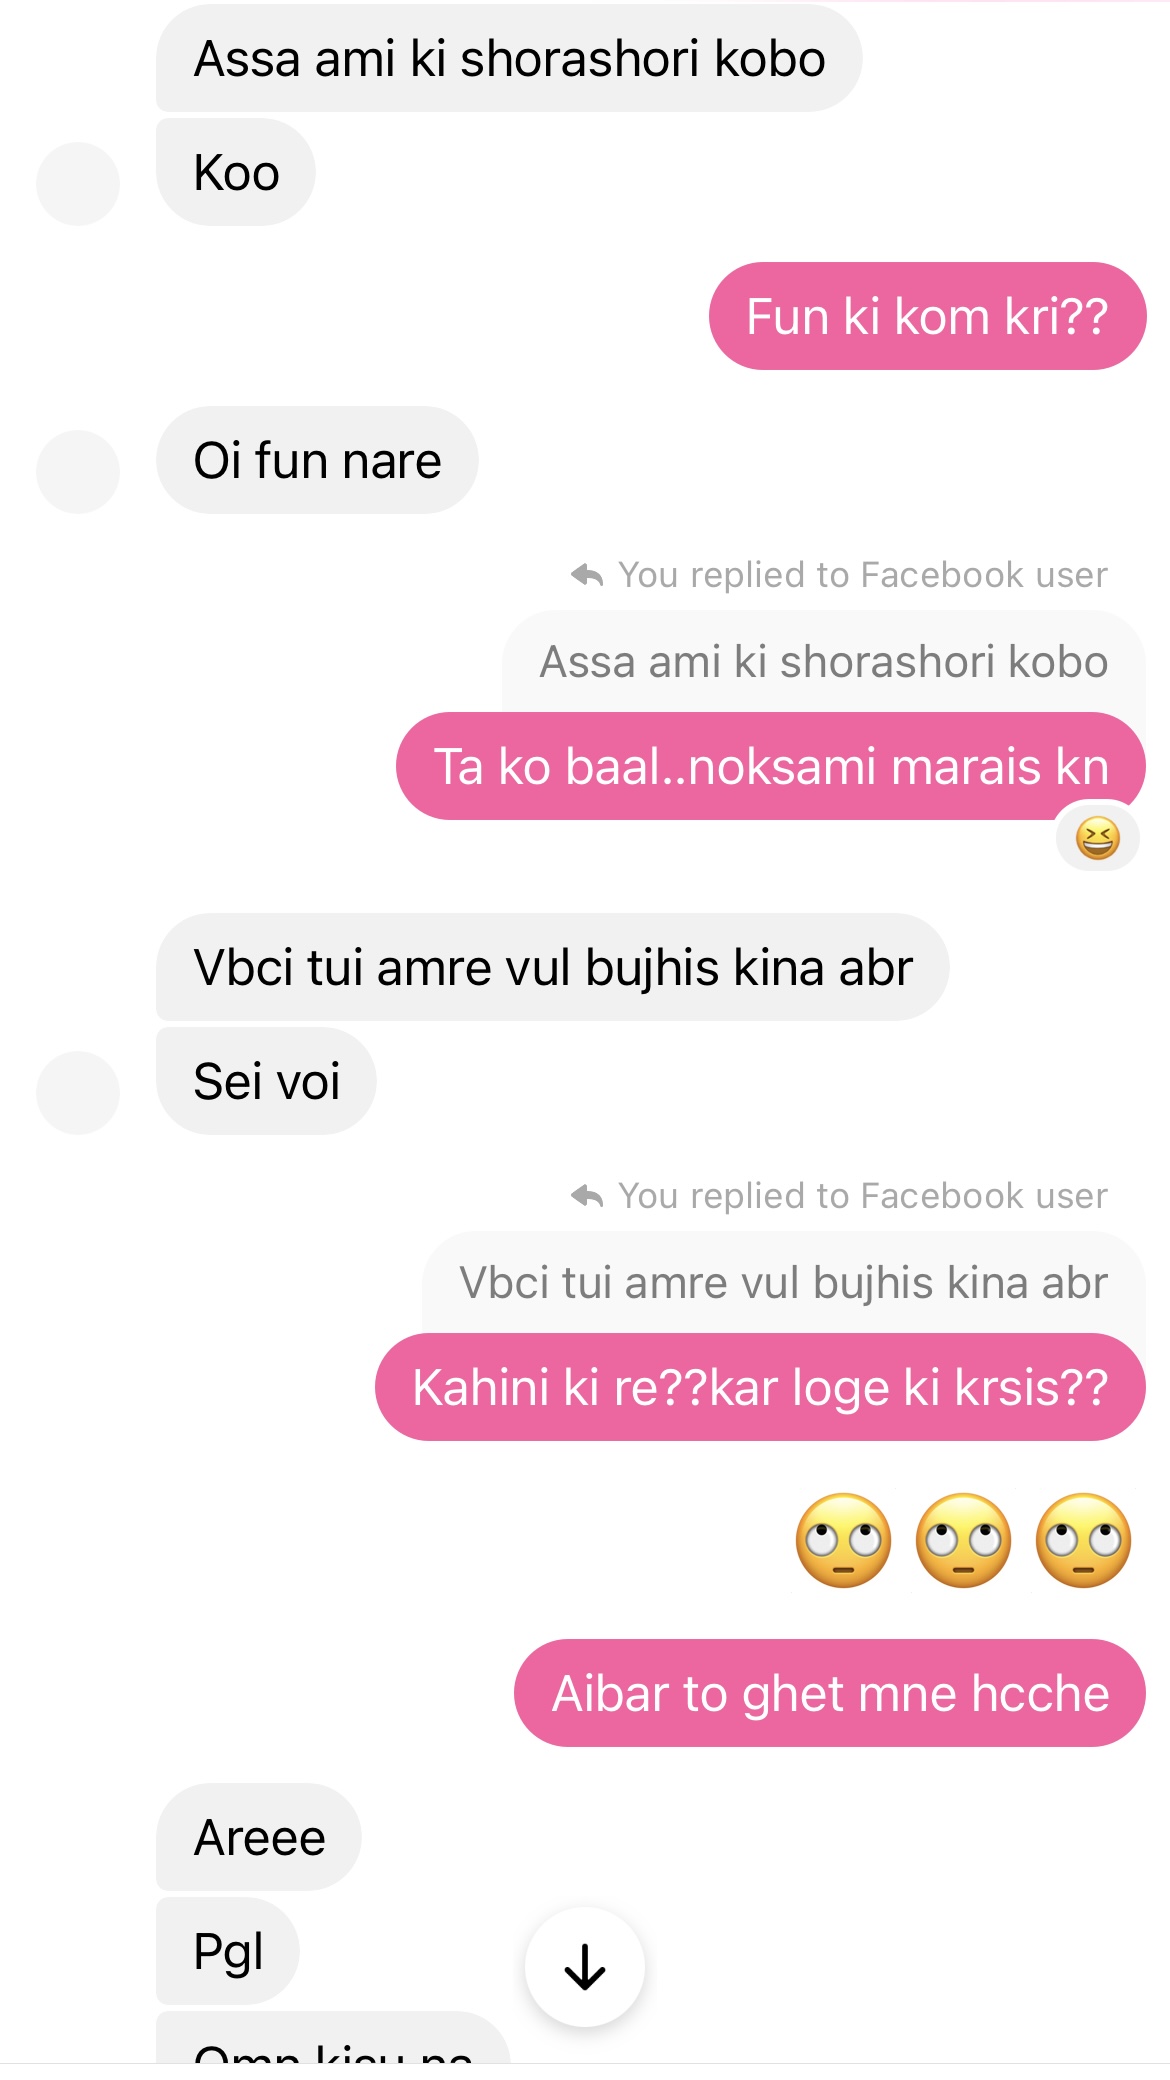 Assa ami ki shorashori kobo
Koo
Fun ki kom kri??
Oi fun nare
You replied to Facebook user
Assa ami ki shorashori kobo
Ta ko baal..noksami marais kn
😆
Vbci tui amre vul bujhis kina abr
Sei voi
You replied to Facebook user
Vbci tui amre vul bujhis kina abr
Kahini ki re??kar loge ki krsis??
🙄🙄🙄
Aibar to ghet mne hcche
Areee
Pgl
Omn kisu na